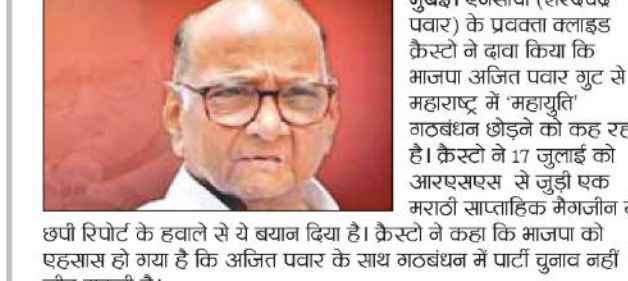 मुंबई। एनसीपी (शरदचंद्र
पवार) के प्रवक्ता क्लाइड
क्रैस्टो ने दावा किया कि
भाजपा अजित पवार गुट से
महाराष्ट्र में ‘महायुति’
गठबंधन छोड़ने को कह
है। क्रैस्टो ने 17 जुलाई को
आरएसएस से जुड़ी एक
मराठी साप्ताहिक मैगजीन
छपी रिपोर्ट के हवाले से ये बयान दिया है। क्रैस्टो ने कहा कि भाजपा को
एहसास हो गया है कि अजित पवार के साथ गठबंधन में पार्टी चुनाव नहीं